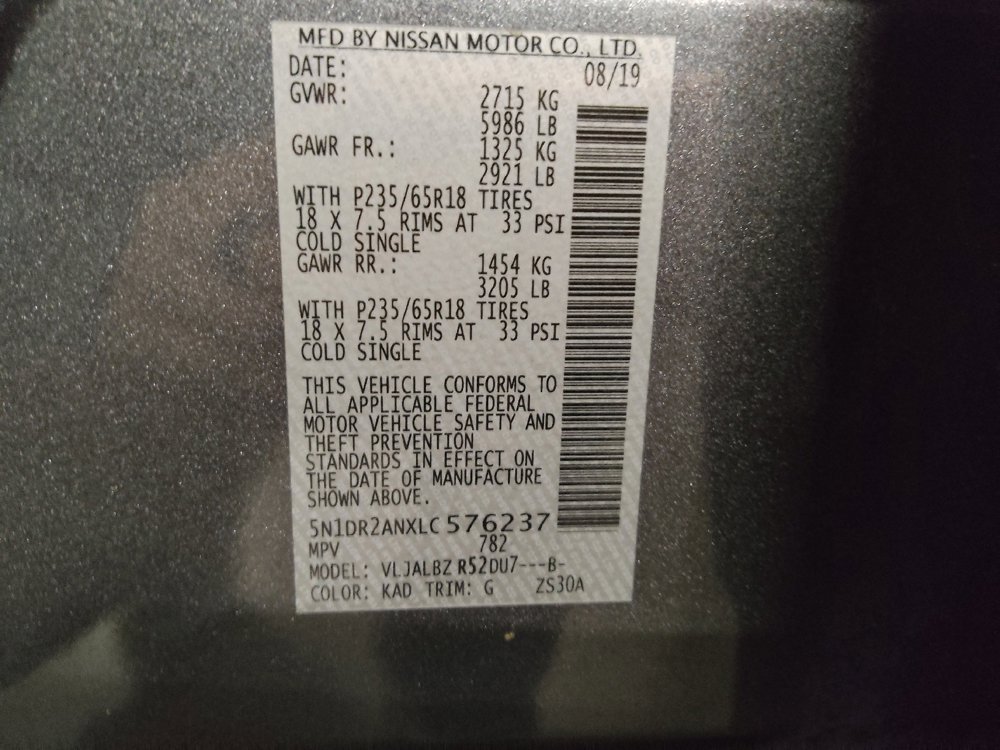 MFD BY NISSAN MOTOR CO., LTD.
DATE: 08/19
GVWR: 2715 KG
5986 LB
GAWR FR.: 1325 KG
2921 LB
WITH P235/65R18 TIRES
18 X 7.5 RIMS AT 33 PSI
COLD SINGLE
GAWR RR.: 1454 KG
3205 LB
WITH P235/65R18 TIRES
18 X 7.5 RIMS AT 33 PSI
COLD SINGLE
THIS VEHICLE CONFORMS TO
ALL APPLICABLE FEDERAL
MOTOR VEHICLE SAFETY AND
THEFT PREVENTION
STANDARDS IN EFFECT ON
THE DATE OF MANUFACTURE
SHOWN ABOVE.
5N1DR2ANXLC576237
MPV 782
MODEL: VLJALBZ R52DU7---B-
COLOR: KAD TRIM: G ZS30A